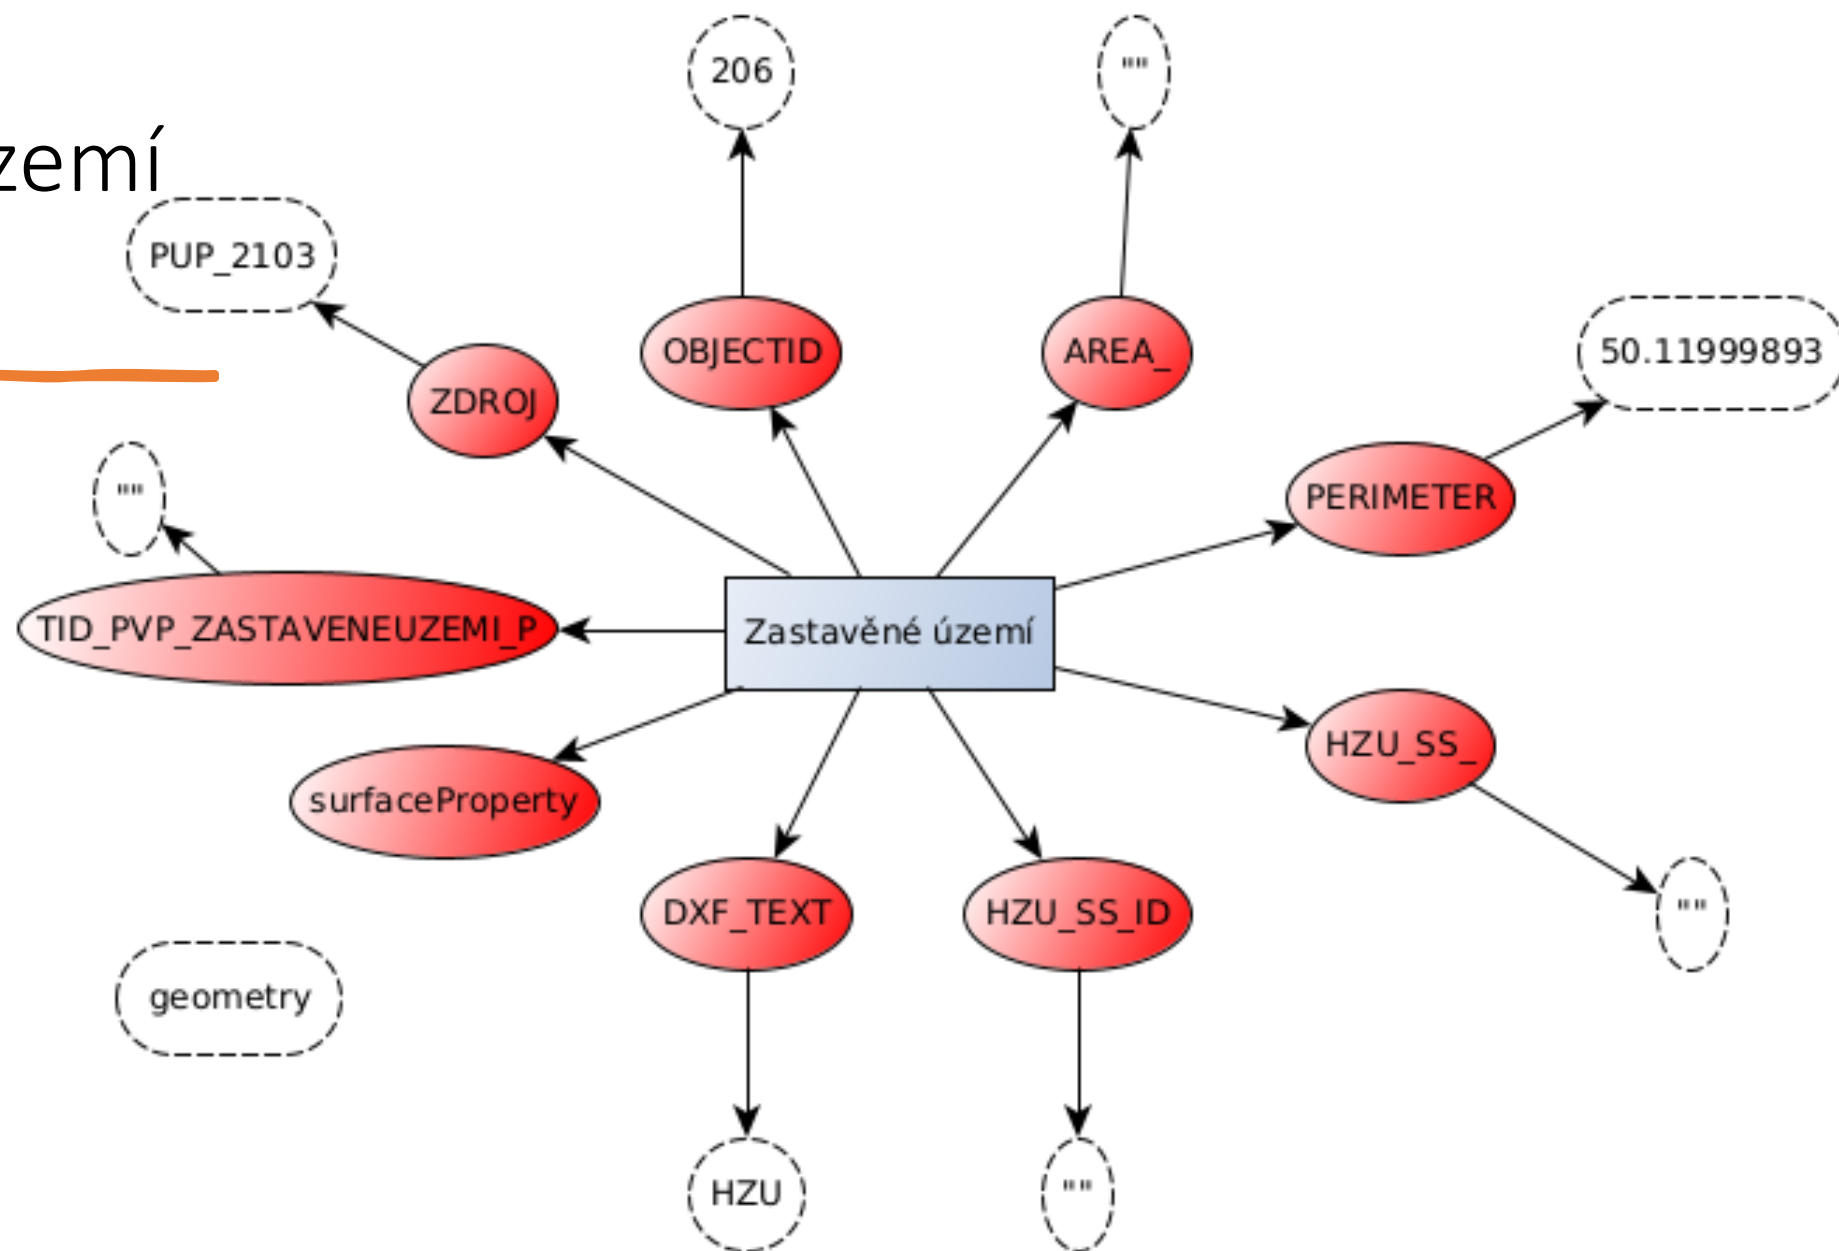 206
""
zemí
PUP_2103
OBJECTID
AREA_
50.11999893
ZDROJ
""
PERIMETER
TID_PVP_ZASTAVENEUZEMI_P
Zastavěné území
HZU_SS_
surfaceProperty
DXF_TEXT
HZU_SS_ID
""
geometry
HZU
""